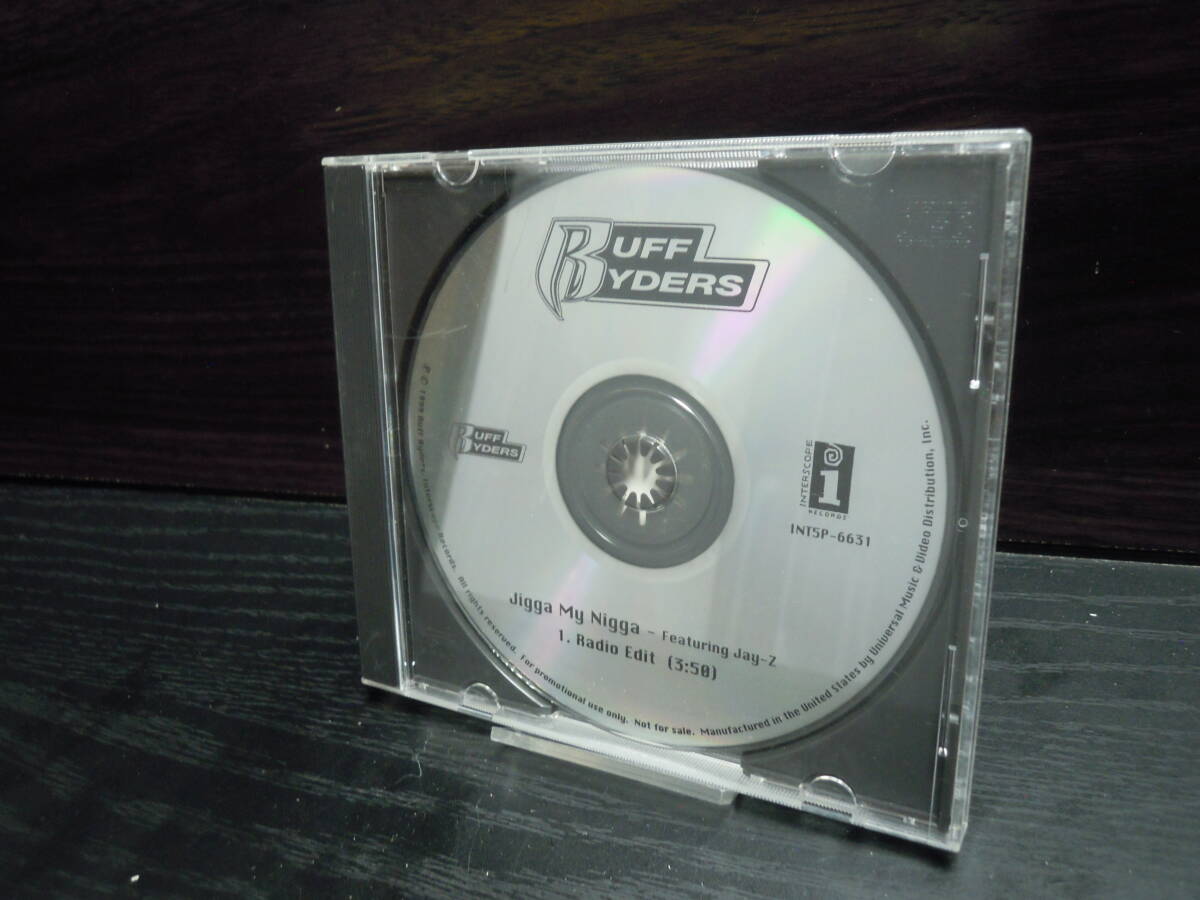 RUFF
RYDERS
RUFF
RYDERS
INTERSCOPE
i
RECORDS
INT5P-6631
Jigga My Nigga - Featuring Jay-Z
1. Radio Edit (3:50)
℗ © 1999 Ruff Ryders/Interscope Records. All rights reserved. For promotional use only. Not for sale. Manufactured in the United States by Universal Music & Video Distribution, Inc.